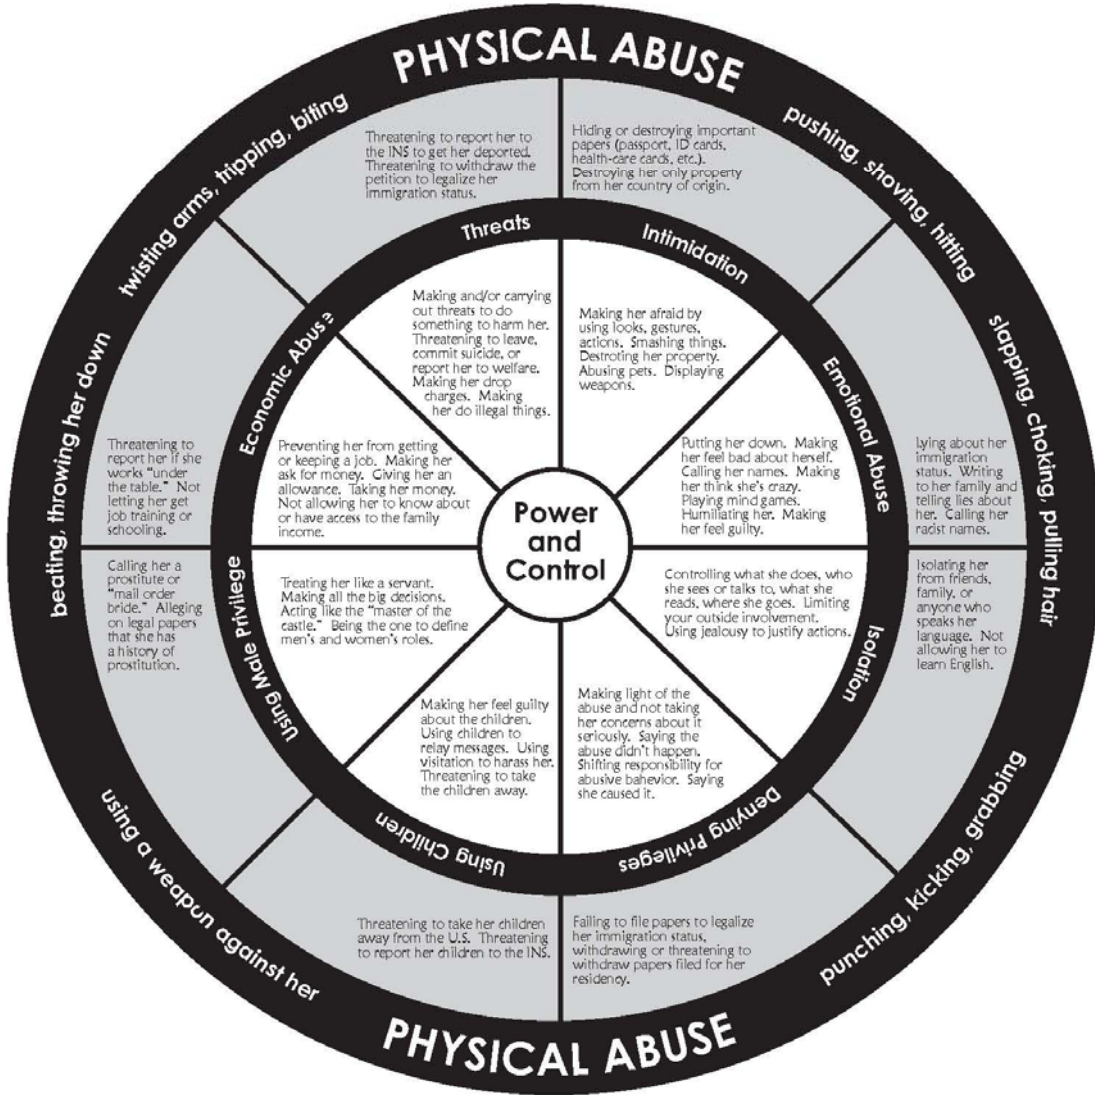 PHYSICAL ABUSE
twisting arms, tripping, biting
pushing, shoving, hitting
Threatening to report her to
the INS to get her deported.
Threatening to withdraw the
petition to legalize her
immigration status.
Hiding or destroying important
papers (passport, ID cards,
health-care cards, etc.).
Destroying her only property
from her country of origin.
Threats
Intimidation
Making and/or carrying
out threats to do
something to harm her.
Threatening to leave,
commit suicide, or
report her to welfare.
Making her drop
charges. Making
her do illegal things.
Making her afraid by
using looks, gestures,
actions. Smashing things.
Destroting her property.
Abusing pets. Displaying
weapons.
beating, throwing her down
Economic Abuse
Emotional Abuse
slapping, choking, pulling hair
Threatening to
report her if she
works “under
the table.” Not
letting her get
job training or
schooling.
Preventing her from getting
or keeping a job. Making her
ask for money. Giving her an
allowance. Taking her money.
Not allowing her to know about
or have access to the family
income.
Power
and
Control
Putting her down. Making
her feel bad about herself.
Calling her names. Making
her think she’s crazy.
Playing mind games.
Humiliating her. Making
her feel guilty.
Lying about her
immigration
status. Writing
to her family and
telling lies about
her. Calling her
racist names.
Calling her a
prostitute or
“mail order
bride.” Alleging
on legal papers
that she has
a history of
prostitution.
Using Male Privilege
Treating her like a servant.
Making all the big decisions.
Acting like the “master of the
castle.” Being the one to define
men’s and women’s roles.
Controlling what she does, who
she sees or talks to, what she
reads, where she goes. Limiting
your outside involvement.
Using jealousy to justify actions.
Isolation
Isolating her
from friends,
family, or
anyone who
speaks her
language. Not
allowing her to
learn English.
Making her feel guilty
about the children.
Using children to
relay messages. Using
visitation to harass her.
Threatening to take
the children away.
Making light of the
abuse and not taking
her concerns about it
seriously. Saying the
abuse didn’t happen.
Shifting responsibility for
abusive bahevior. Saying
she caused it.
Using Children
Denying Privileges
using a weapon against her
punching, kicking, grabbing
Threatening to take her children
away from the U.S. Threatening
to report her children to the INS.
Failing to file papers to legalize
her immigration status,
withdrawing or threatening to
withdraw papers filed for her
residency.
PHYSICAL ABUSE